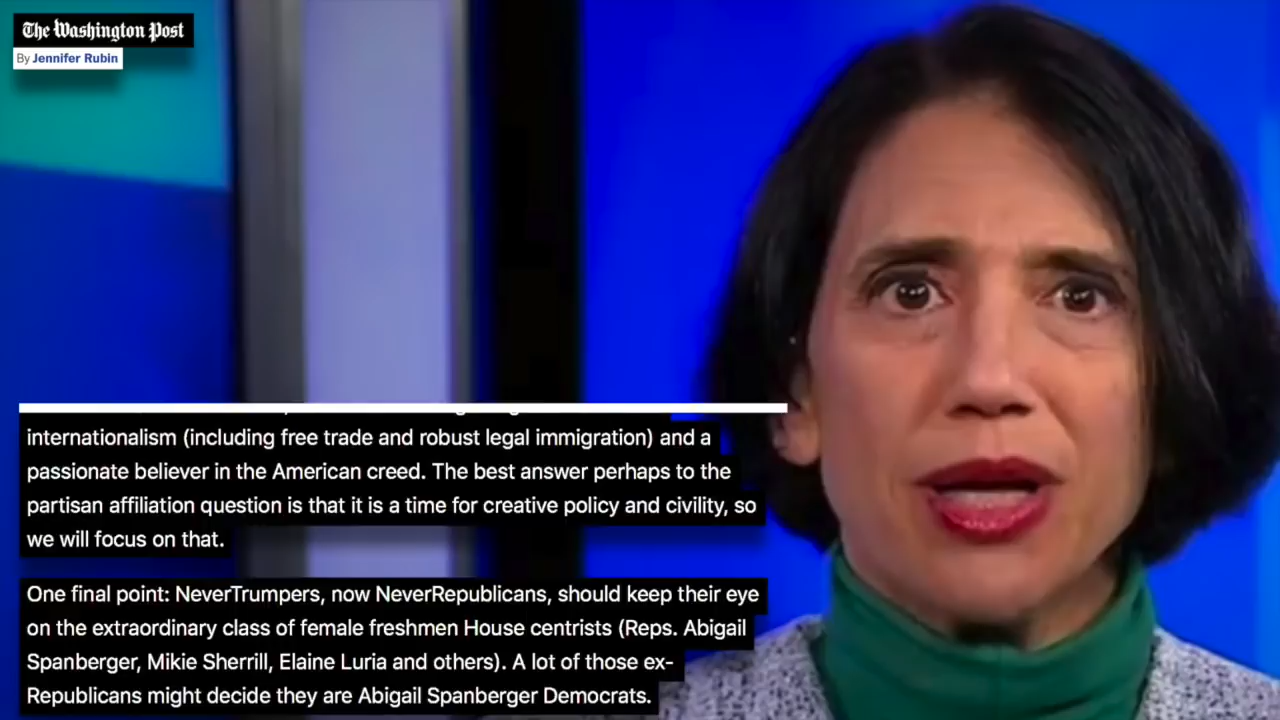 The Washington Post
By Jennifer Rubin
internationalism (including free trade and robust legal immigration) and a
passionate believer in the American creed. The best answer perhaps to the
partisan affiliation question is that it is a time for creative policy and civility, so
we will focus on that.
One final point: NeverTrumpers, now NeverRepublicans, should keep their eye
on the extraordinary class of female freshmen House centrists (Reps. Abigail
Spanberger, Mikie Sherrill, Elaine Luria and others). A lot of those ex-
Republicans might decide they are Abigail Spanberger Democrats.